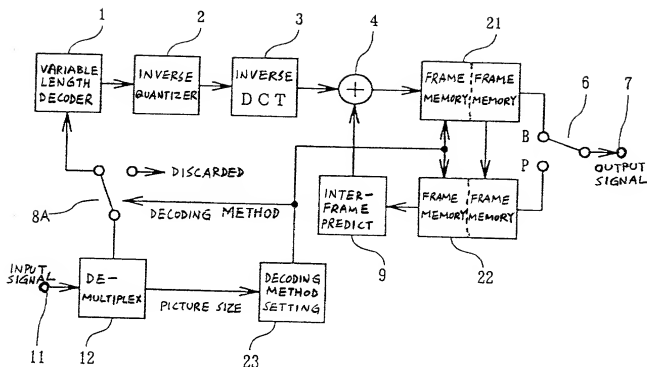 1
2
3
4
21
VARIABLE
LENGTH
DECODER
INVERSE
QUANTIZER
INVERSE
DCT
+
FRAME
MEMORY
FRAME
MEMORY
6
7
B
P
OUTPUT
SIGNAL
DISCARDED
8A
DECODING METHOD
INTER-
FRAME
PREDICT
FRAME
MEMORY
FRAME
MEMORY
9
22
INPUT
SIGNAL
DE-
MULTIPLEX
PICTURE SIZE
DECODING
METHOD
SETTING
11
12
23